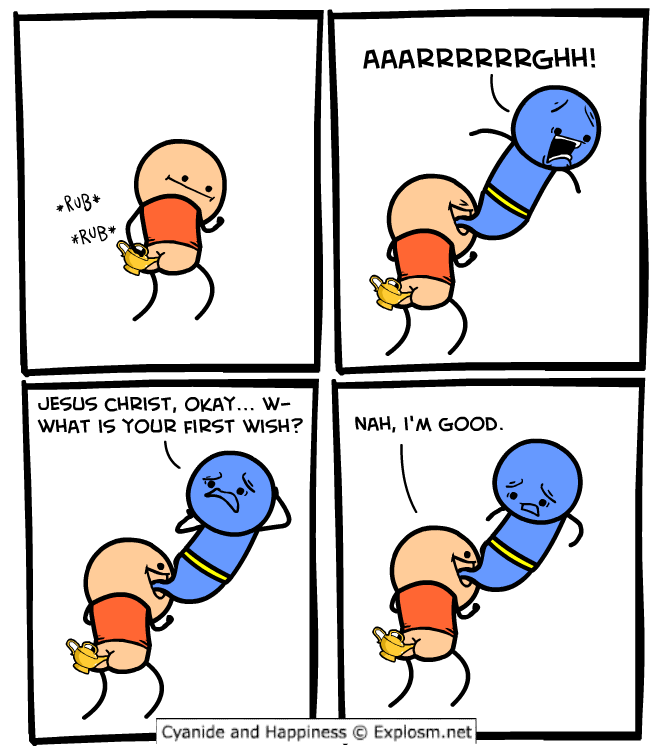 *RUB*
*RUB*
AAARRRRRRGHH!
JESUS CHRIST, OKAY... W-
WHAT IS YOUR FIRST WISH?
NAH, I'M GOOD.
Cyanide and Happiness © Explosm.net